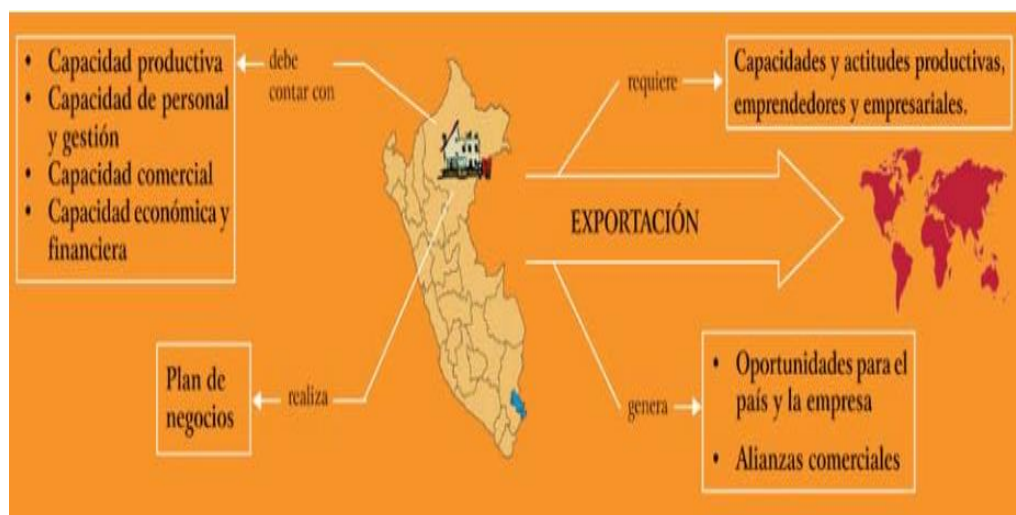 • Capacidad productiva
• Capacidad de personal
y gestión
• Capacidad comercial
• Capacidad económica y
financiera
debe
contar con
requiere
Capacidades y actitudes productivas,
emprendedores y empresariales.
EXPORTACIÓN
Plan de
negocios
realiza
genera
• Oportunidades para el
país y la empresa
• Alianzas comerciales